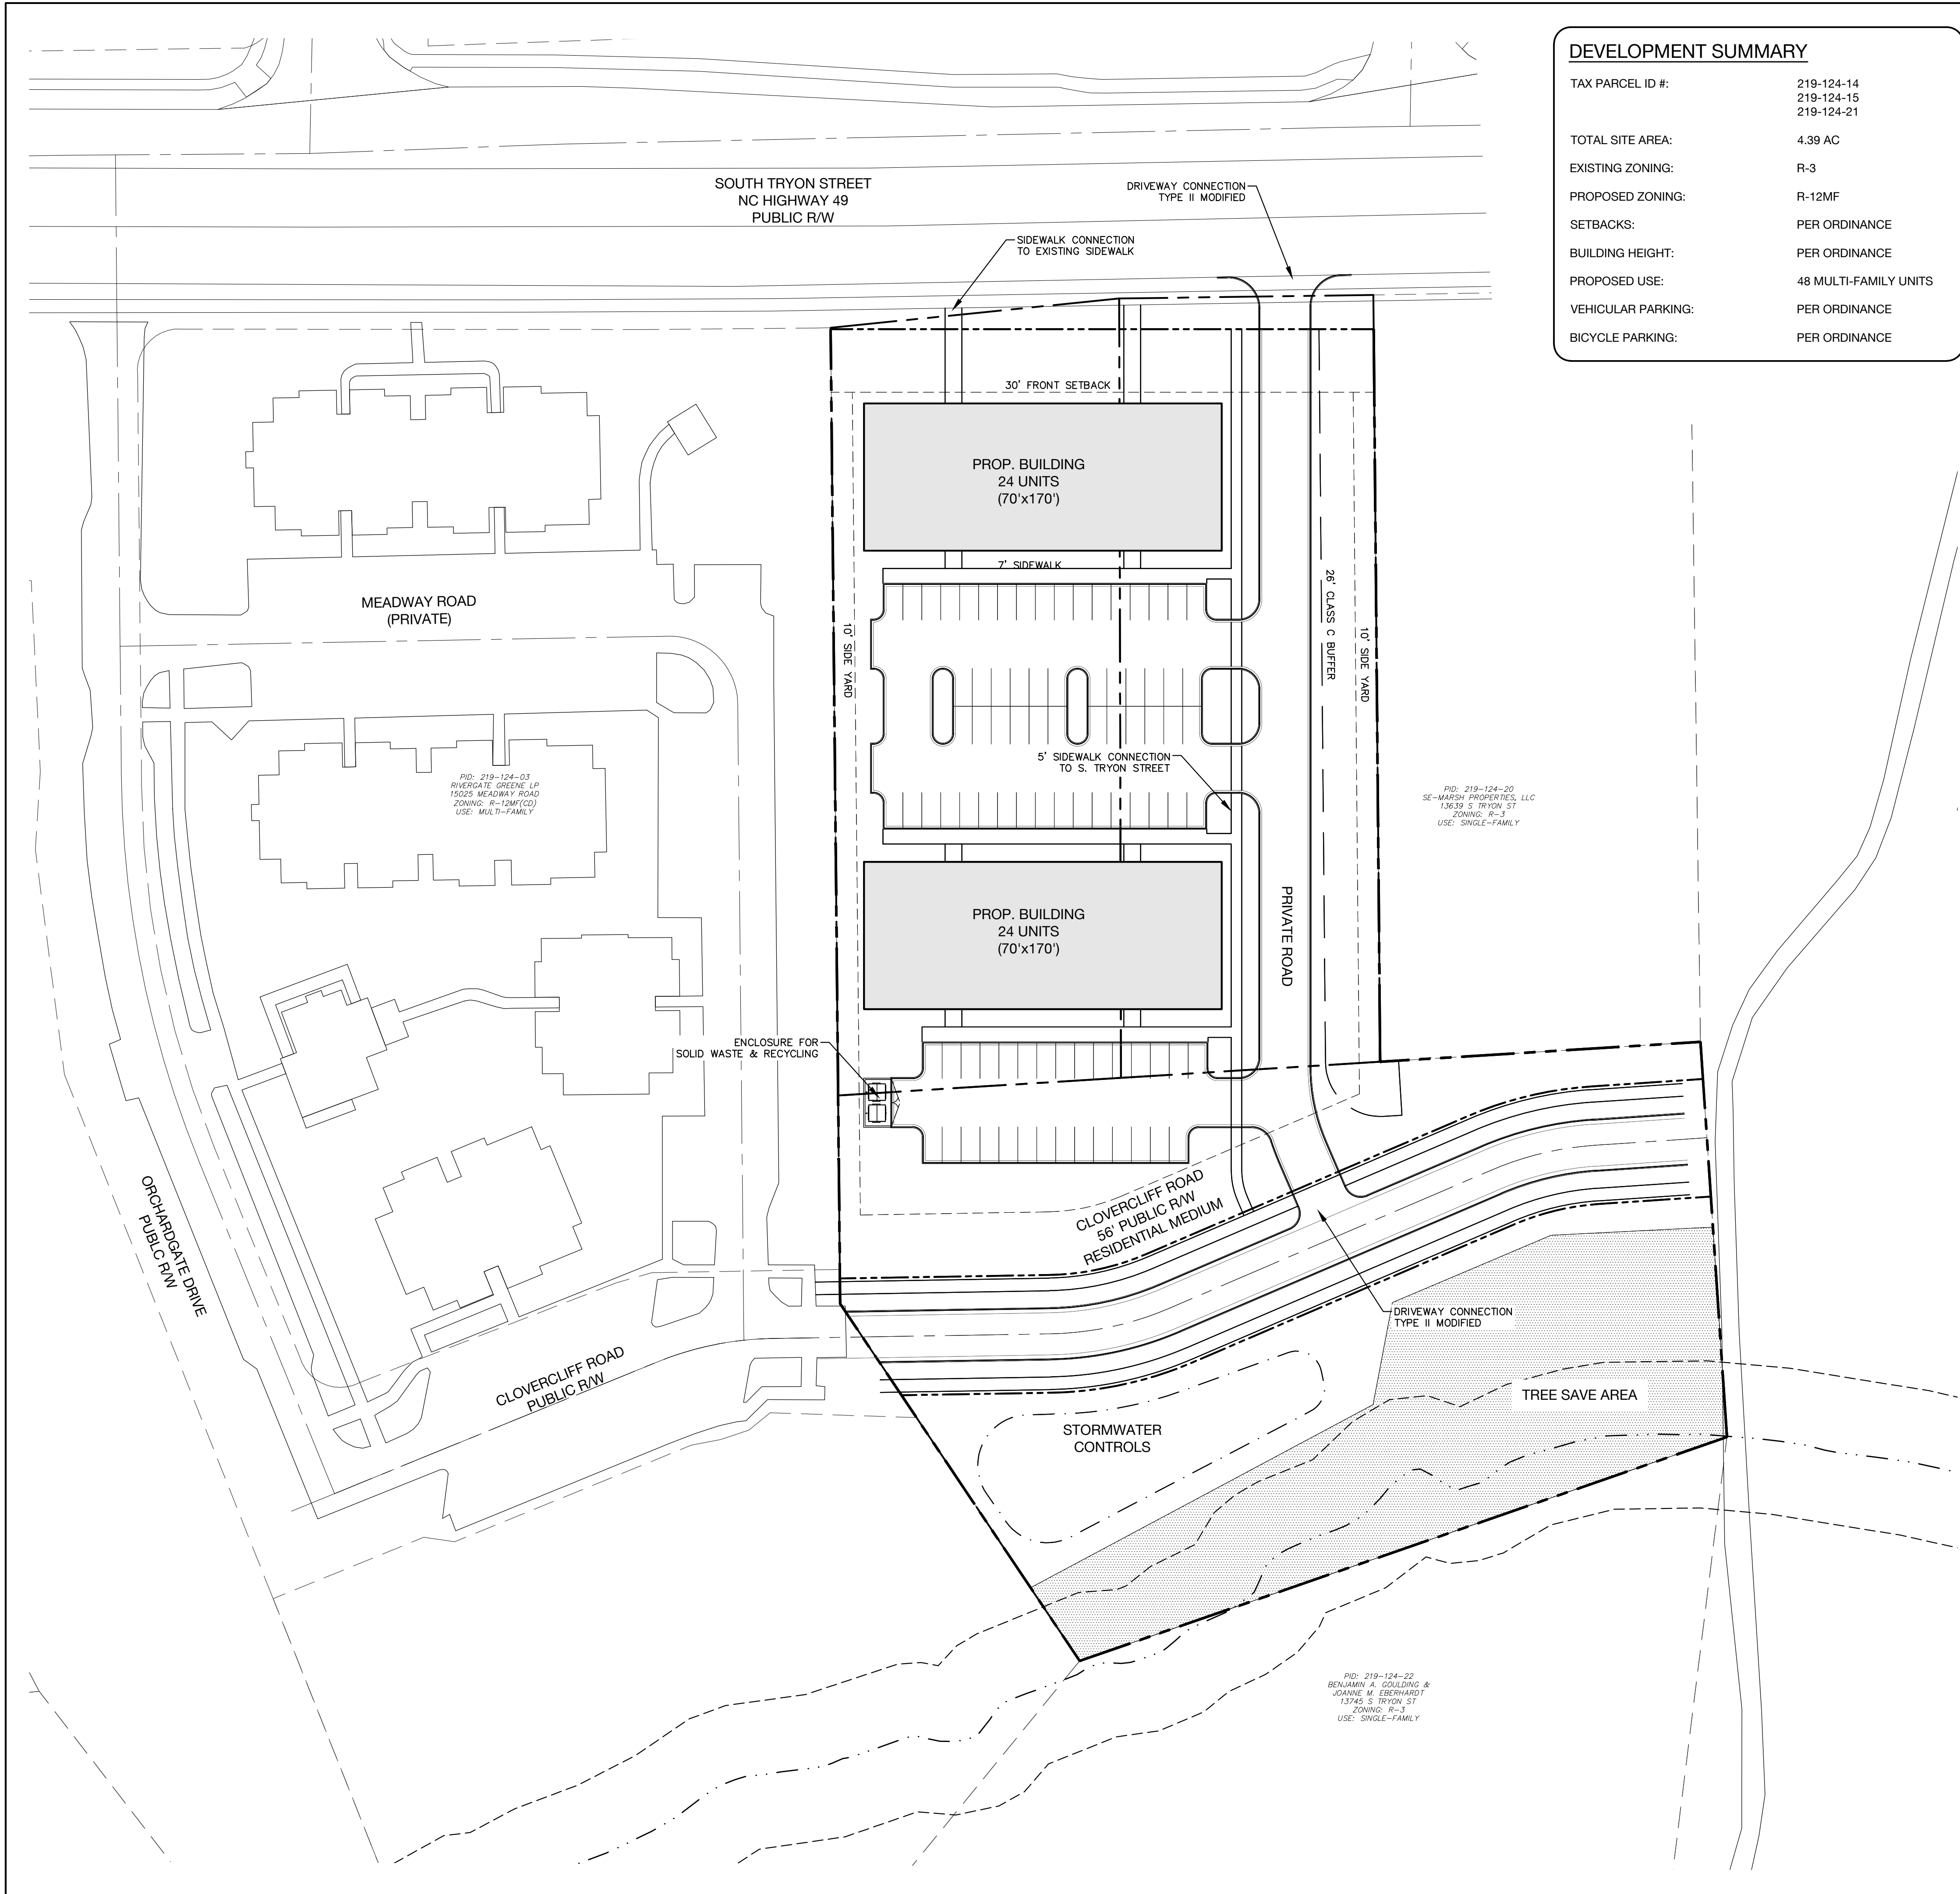 DEVELOPMENT SUMMARY
TAX PARCEL ID #: 219-124-14
219-124-15
219-124-21
TOTAL SITE AREA: 4.39 AC
EXISTING ZONING: R-3
PROPOSED ZONING: R-12MF
SETBACKS: PER ORDINANCE
BUILDING HEIGHT: PER ORDINANCE
PROPOSED USE: 48 MULTI-FAMILY UNITS
VEHICULAR PARKING: PER ORDINANCE
BICYCLE PARKING: PER ORDINANCE
SOUTH TRYON STREET
NC HIGHWAY 49
PUBLIC R/W
DRIVEWAY CONNECTION
TYPE II MODIFIED
SIDEWALK CONNECTION
TO EXISTING SIDEWALK
30' FRONT SETBACK
PROP. BUILDING
24 UNITS
(70'x170')
7' SIDEWALK
MEADWAY ROAD
(PRIVATE)
10' SIDE YARD
26' CLASS C BUFFER
10' SIDE YARD
5' SIDEWALK CONNECTION
TO S. TRYON STREET
PID: 219-124-03
RIVERGATE GREENE LP
15025 MEADWAY ROAD
ZONING: R-12MF(CD)
USE: MULTI-FAMILY
PID: 219-124-20
SE-MARSH PROPERTIES, LLC
13639 S TRYON ST
ZONING: R-3
USE: SINGLE-FAMILY
PROP. BUILDING
24 UNITS
(70'x170')
PRIVATE ROAD
ENCLOSURE FOR
SOLID WASTE & RECYCLING
ORCHARDGATE DRIVE
PUBLC R/W
CLOVERCLIFF ROAD
56' PUBLIC R/W
RESIDENTIAL MEDIUM
DRIVEWAY CONNECTION
TYPE II MODIFIED
CLOVERCLIFF ROAD
PUBLIC R/W
TREE SAVE AREA
STORMWATER
CONTROLS
PID: 219-124-22
BENJAMIN A. GOULDING &
JOANNE M. EBERHARDT
13745 S TRYON ST
ZONING: R-3
USE: SINGLE-FAMILY